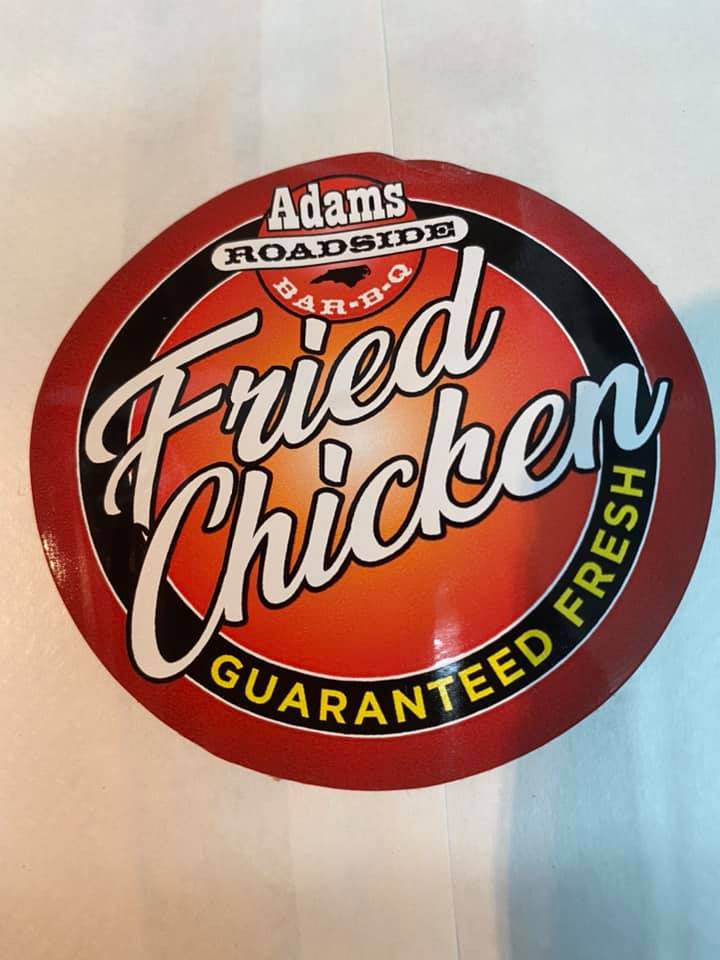 Adams
ROADSIDE
BAR-B-Q
Fried
Chicken
GUARANTEED FRESH